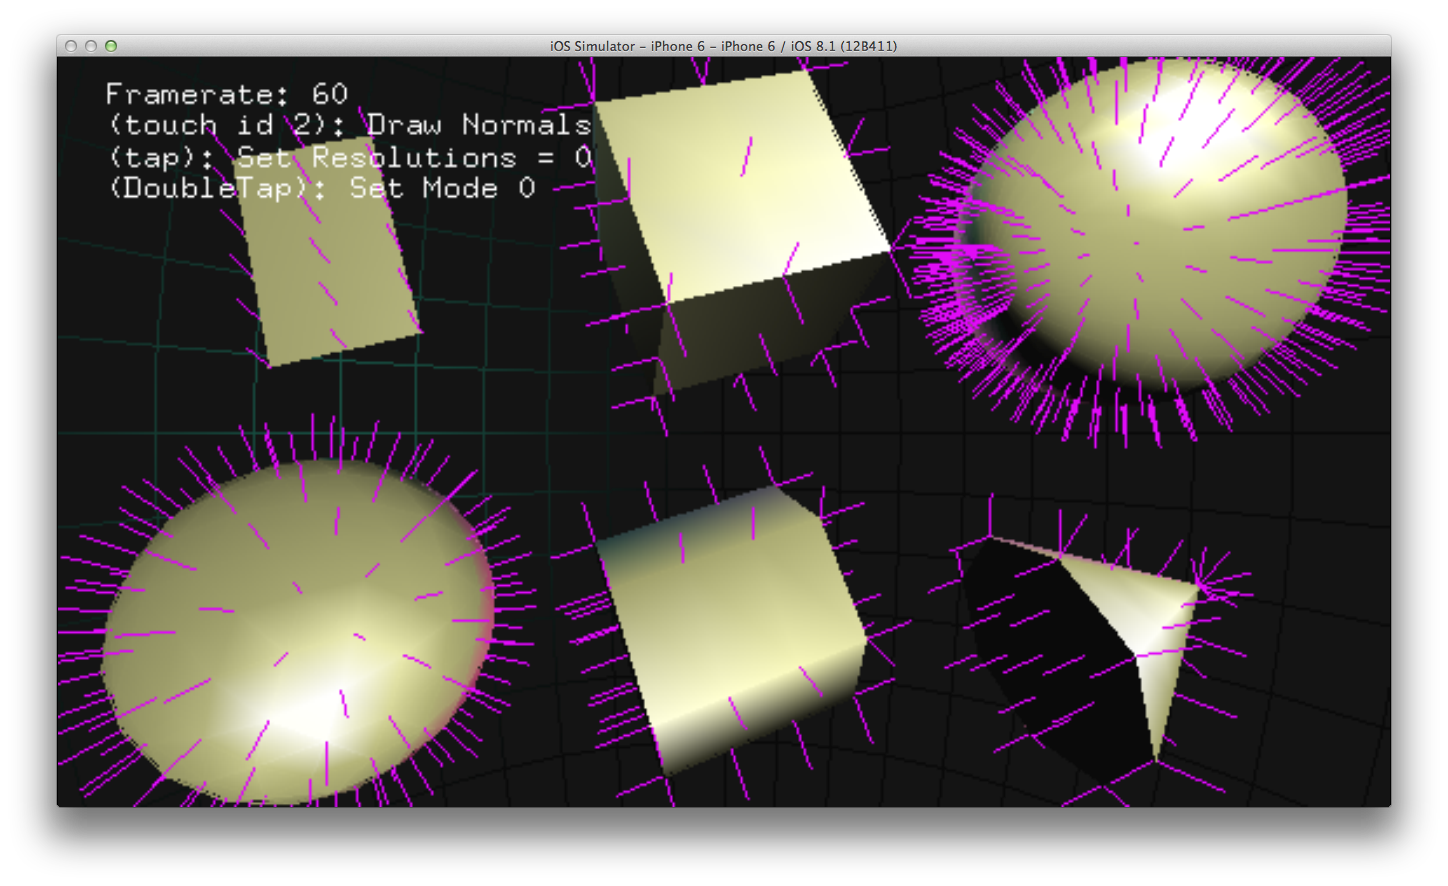 iOS Simulator – iPhone 6 – iPhone 6 / iOS 8.1 (12B411)
Framerate: 60
(touch id 2): Draw Normals
(tap): Set Resolutions = 0
(DoubleTap): Set Mode 0